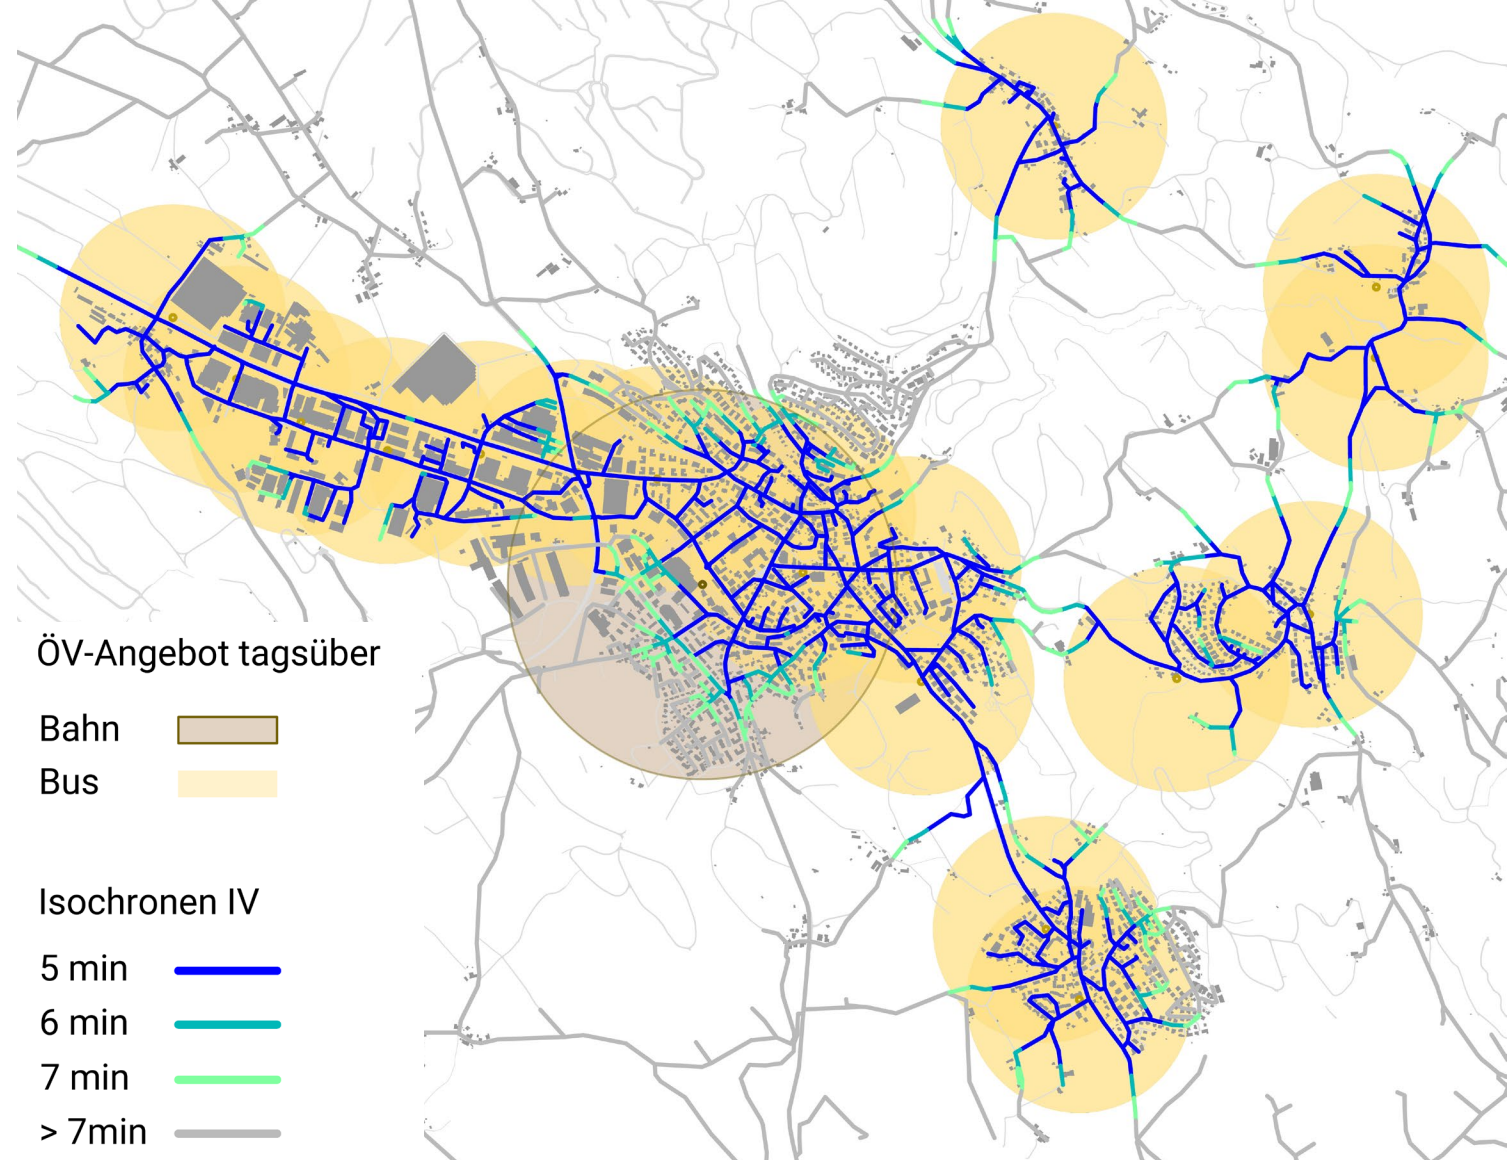 ÖV-Angebot tagsüber
Bahn
Bus
Isochronen IV
5 min
6 min
7 min
> 7min